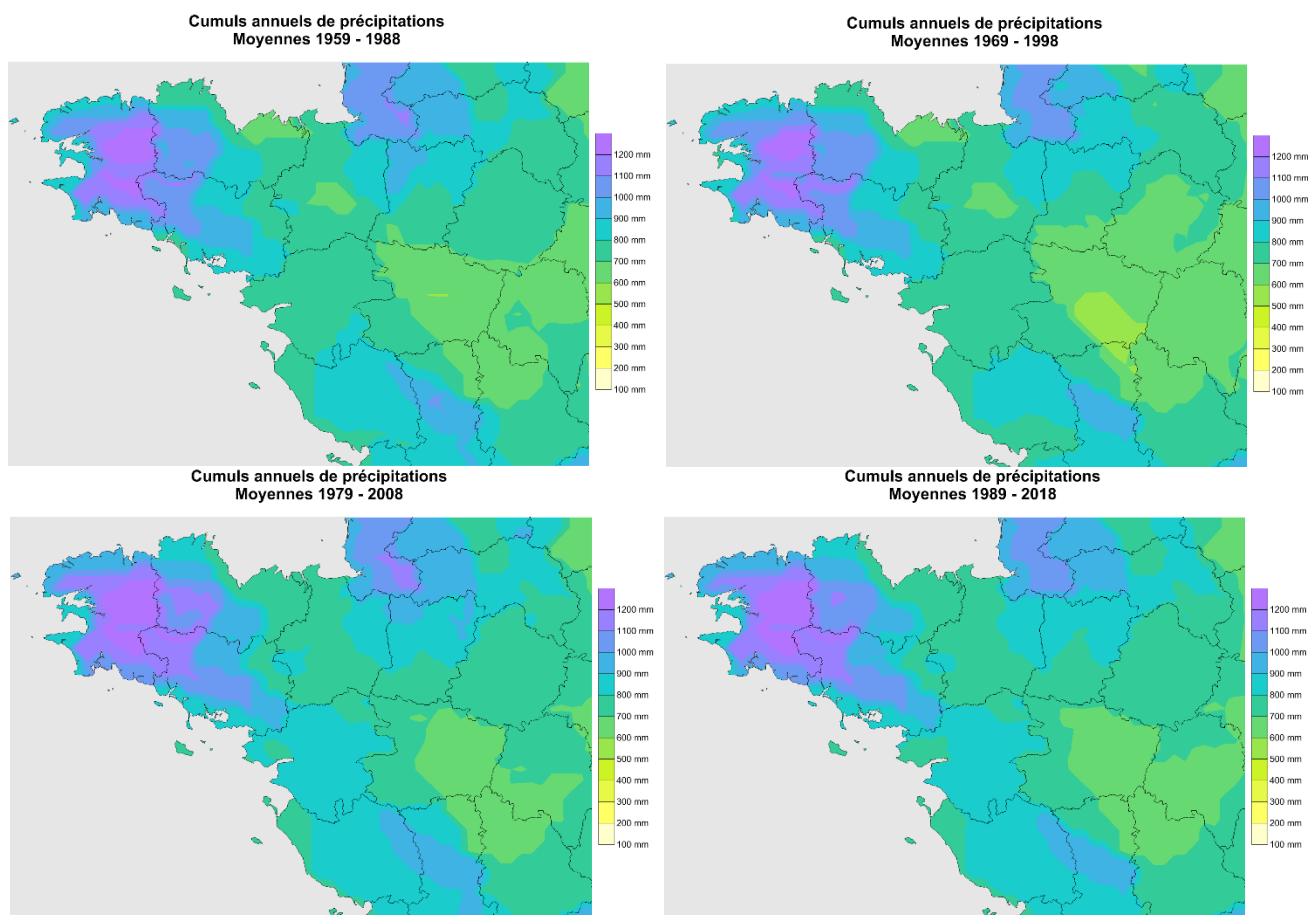 Cumuls annuels de précipitations
Moyennes 1959 - 1988
1200 mm
1100 mm
1000 mm
900 mm
800 mm
700 mm
600 mm
500 mm
400 mm
300 mm
200 mm
100 mm
Cumuls annuels de précipitations
Moyennes 1969 - 1998
1200 mm
1100 mm
1000 mm
900 mm
800 mm
700 mm
600 mm
500 mm
400 mm
300 mm
200 mm
100 mm
Cumuls annuels de précipitations
Moyennes 1979 - 2008
1200 mm
1100 mm
1000 mm
900 mm
800 mm
700 mm
600 mm
500 mm
400 mm
300 mm
200 mm
100 mm
Cumuls annuels de précipitations
Moyennes 1989 - 2018
1200 mm
1100 mm
1000 mm
900 mm
800 mm
700 mm
600 mm
500 mm
400 mm
300 mm
200 mm
100 mm